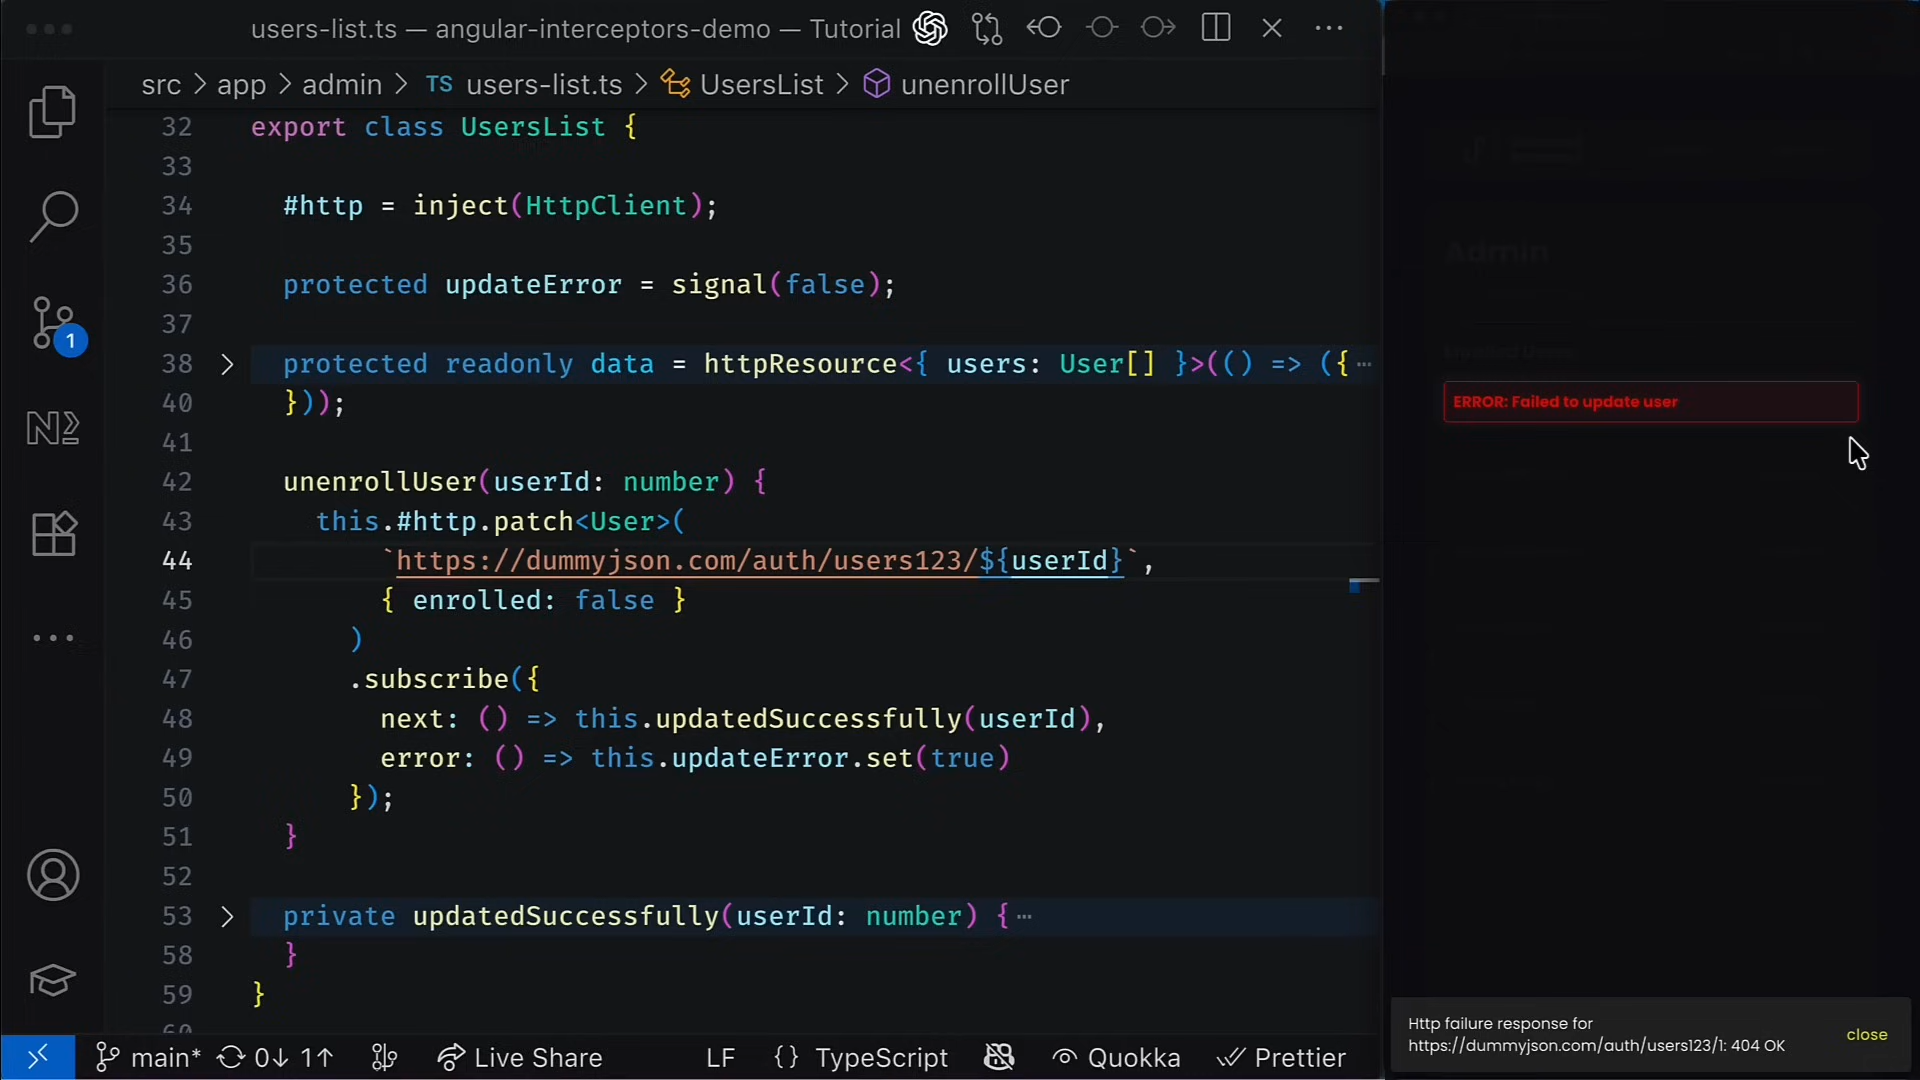 users-list.ts — angular-interceptors-demo — Tutorial
src > app > admin > TS users-list.ts > UsersList > unenrollUser
32 export class UsersList {
33
34 #http = inject(HttpClient);
35
36 protected updateError = signal(false);
37
38 protected readonly data = httpResource<{ users: User[] }>(() => ({…
40 }));
41
42 unenrollUser(userId: number) {
43 this.#http.patch<User>(
44 `https://dummyjson.com/auth/users123/${userId}`,
45 { enrolled: false }
46 )
47 .subscribe({
48 next: () => this.updatedSuccessfully(userId),
49 error: () => this.updateError.set(true)
50 });
51 }
52
53 private updatedSuccessfully(userId: number) {…
58 }
59 }
60
1
main* 0↓ 1↑ Live Share LF {} TypeScript Quokka Prettier
Admin
Enrolled Users
ERROR: Failed to update user
Http failure response for
https://dummyjson.com/auth/users123/1: 404 OK
close